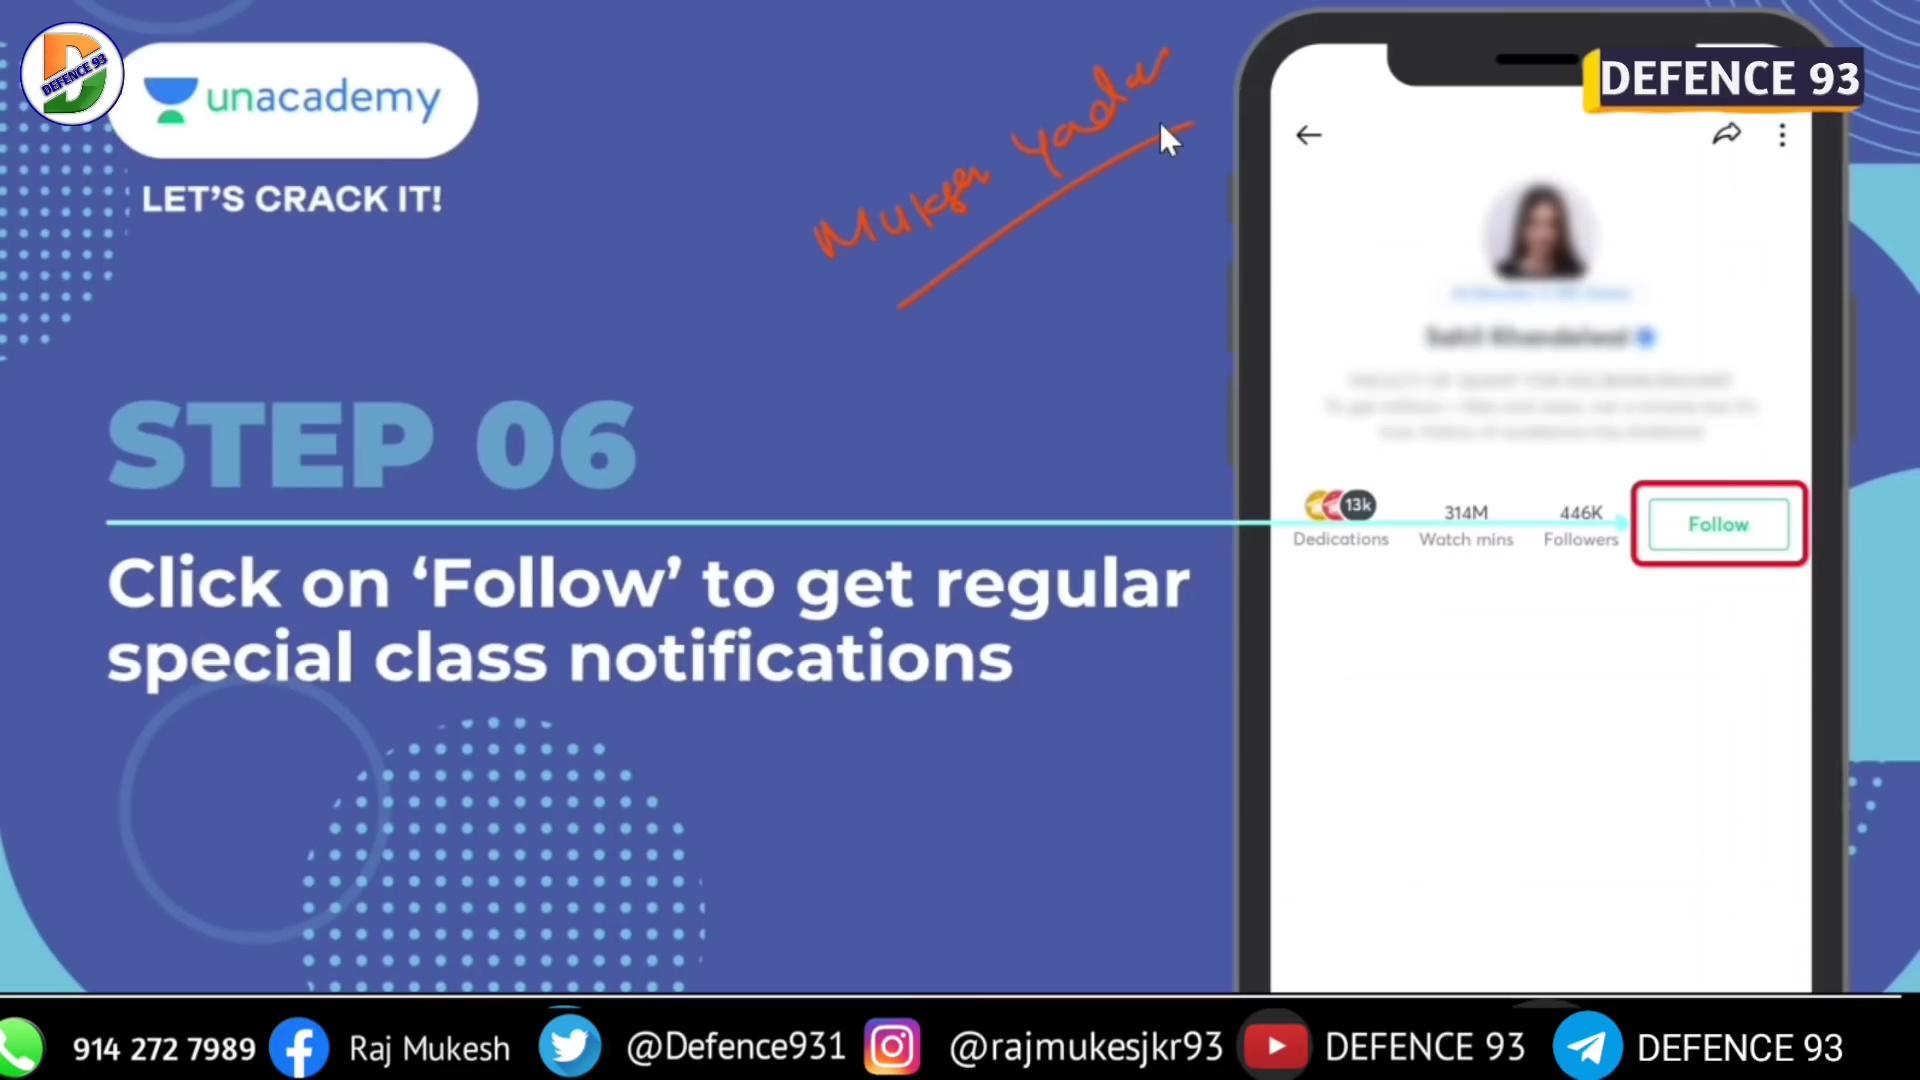 DEFENCE 93
unacademy
LET'S CRACK IT!
Yadav
DEFENCE 93
STEP 06
Click on ‘Follow’ to get regular
special class notifications
13k
Dedications
314M
Watch mins
446K
Followers
Follow
914 272 7989
Raj Mukesh
@Defence931
@rajmukesjkr93
DEFENCE 93
DEFENCE 93